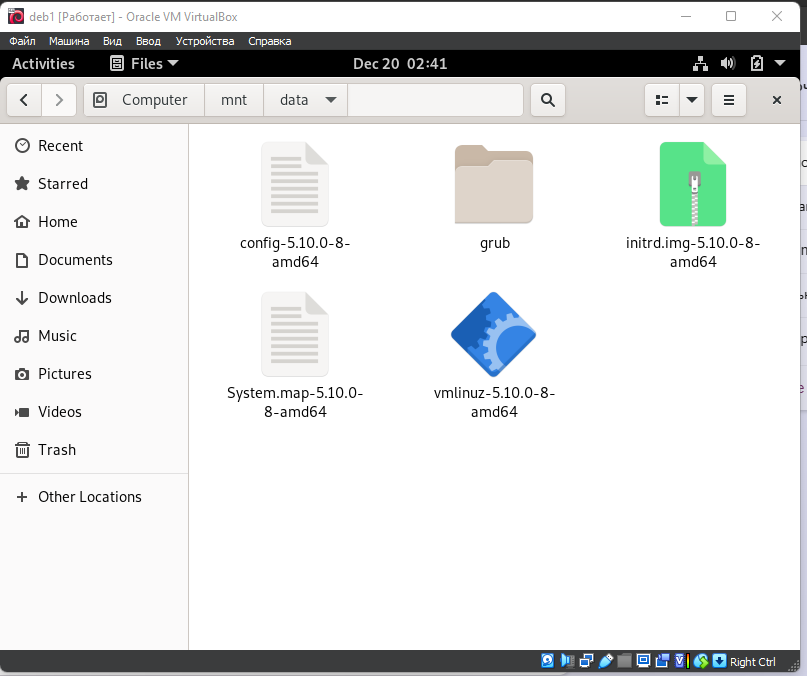 deb1 [Работает] - Oracle VM VirtualBox
Файл Машина Вид Ввод Устройства Справка
Activities Files Dec 20 02:41
Computer mnt data
Recent
Starred
Home
Documents
Downloads
Music
Pictures
Videos
Trash
Other Locations
config-5.10.0-8-
amd64
grub
initrd.img-5.10.0-8-
amd64
System.map-5.10.0-
8-amd64
vmlinuz-5.10.0-8-
amd64
Right Ctrl